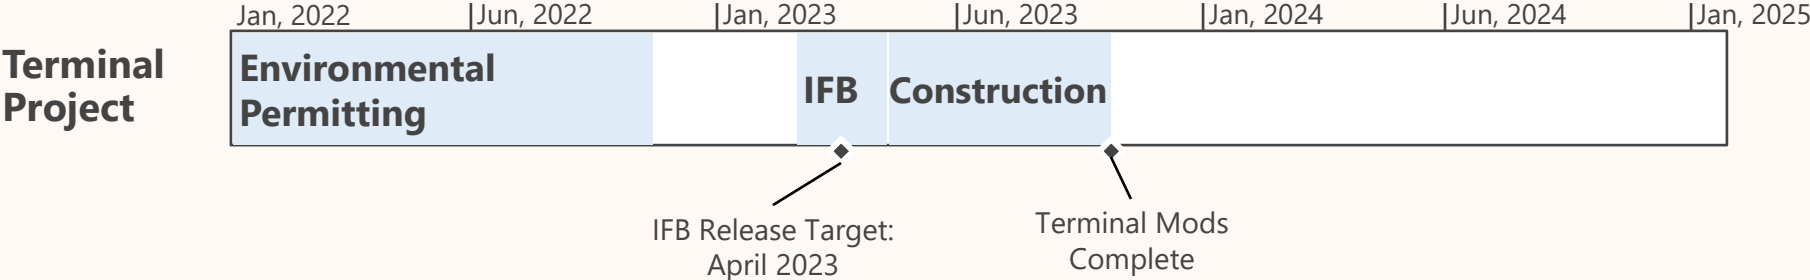 Jan, 2022
Jun, 2022
Jan, 2023
Jun, 2023
Jan, 2024
Jun, 2024
Jan, 2025
Terminal
Project
Environmental
Permitting
IFB
Construction
IFB Release Target:
April 2023
Terminal Mods
Complete